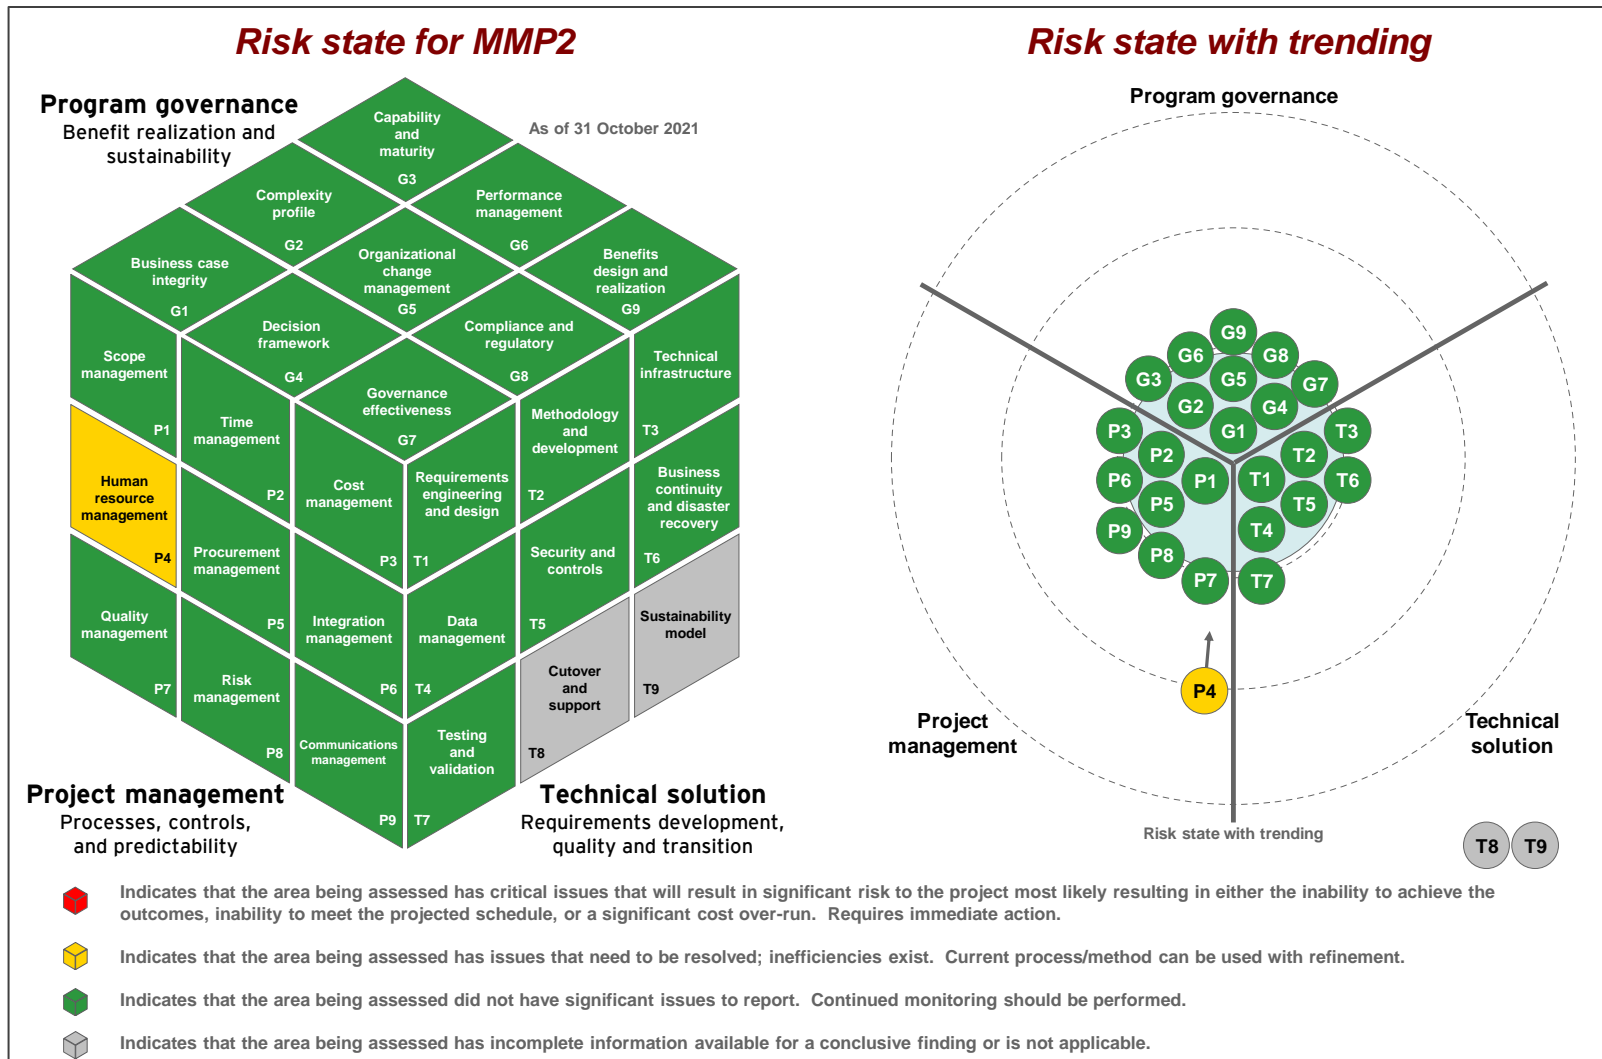 Risk state for MMP2
Program governance
Benefit realization and
sustainability
As of 31 October 2021
Capability
and
maturity
G3
Complexity
profile
G2
Performance
management
G6
Business case
integrity
G1
Organizational
change
management
G5
Benefits
design and
realization
G9
Decision
framework
G4
Compliance and
regulatory
G8
Governance
effectiveness
G7
Scope
management
P1
Time
management
P2
Cost
management
P3
Human
resource
management
P4
Procurement
management
P5
Integration
management
P6
Quality
management
P7
Risk
management
P8
Communications
management
P9
Requirements
engineering
and design
T1
Methodology
and
development
T2
Technical
infrastructure
T3
Data
management
T4
Security and
controls
T5
Business
continuity
and disaster
recovery
T6
Testing
and
validation
T7
Cutover
and
support
T8
Sustainability
model
T9
Project management
Processes, controls,
and predictability
Technical solution
Requirements development,
quality and transition
Risk state with trending
Program governance
G9
G6
G8
G3
G5
G7
G2
G4
G1
P3
P2
P1
P6
P5
P9
P8
P7
P4
T3
T2
T1
T6
T5
T4
T7
Project
management
Technical
solution
Risk state with trending
T8
T9
Indicates that the area being assessed has critical issues that will result in significant risk to the project most likely resulting in either the inability to achieve the
outcomes, inability to meet the projected schedule, or a significant cost over-run. Requires immediate action.
Indicates that the area being assessed has issues that need to be resolved; inefficiencies exist. Current process/method can be used with refinement.
Indicates that the area being assessed did not have significant issues to report. Continued monitoring should be performed.
Indicates that the area being assessed has incomplete information available for a conclusive finding or is not applicable.